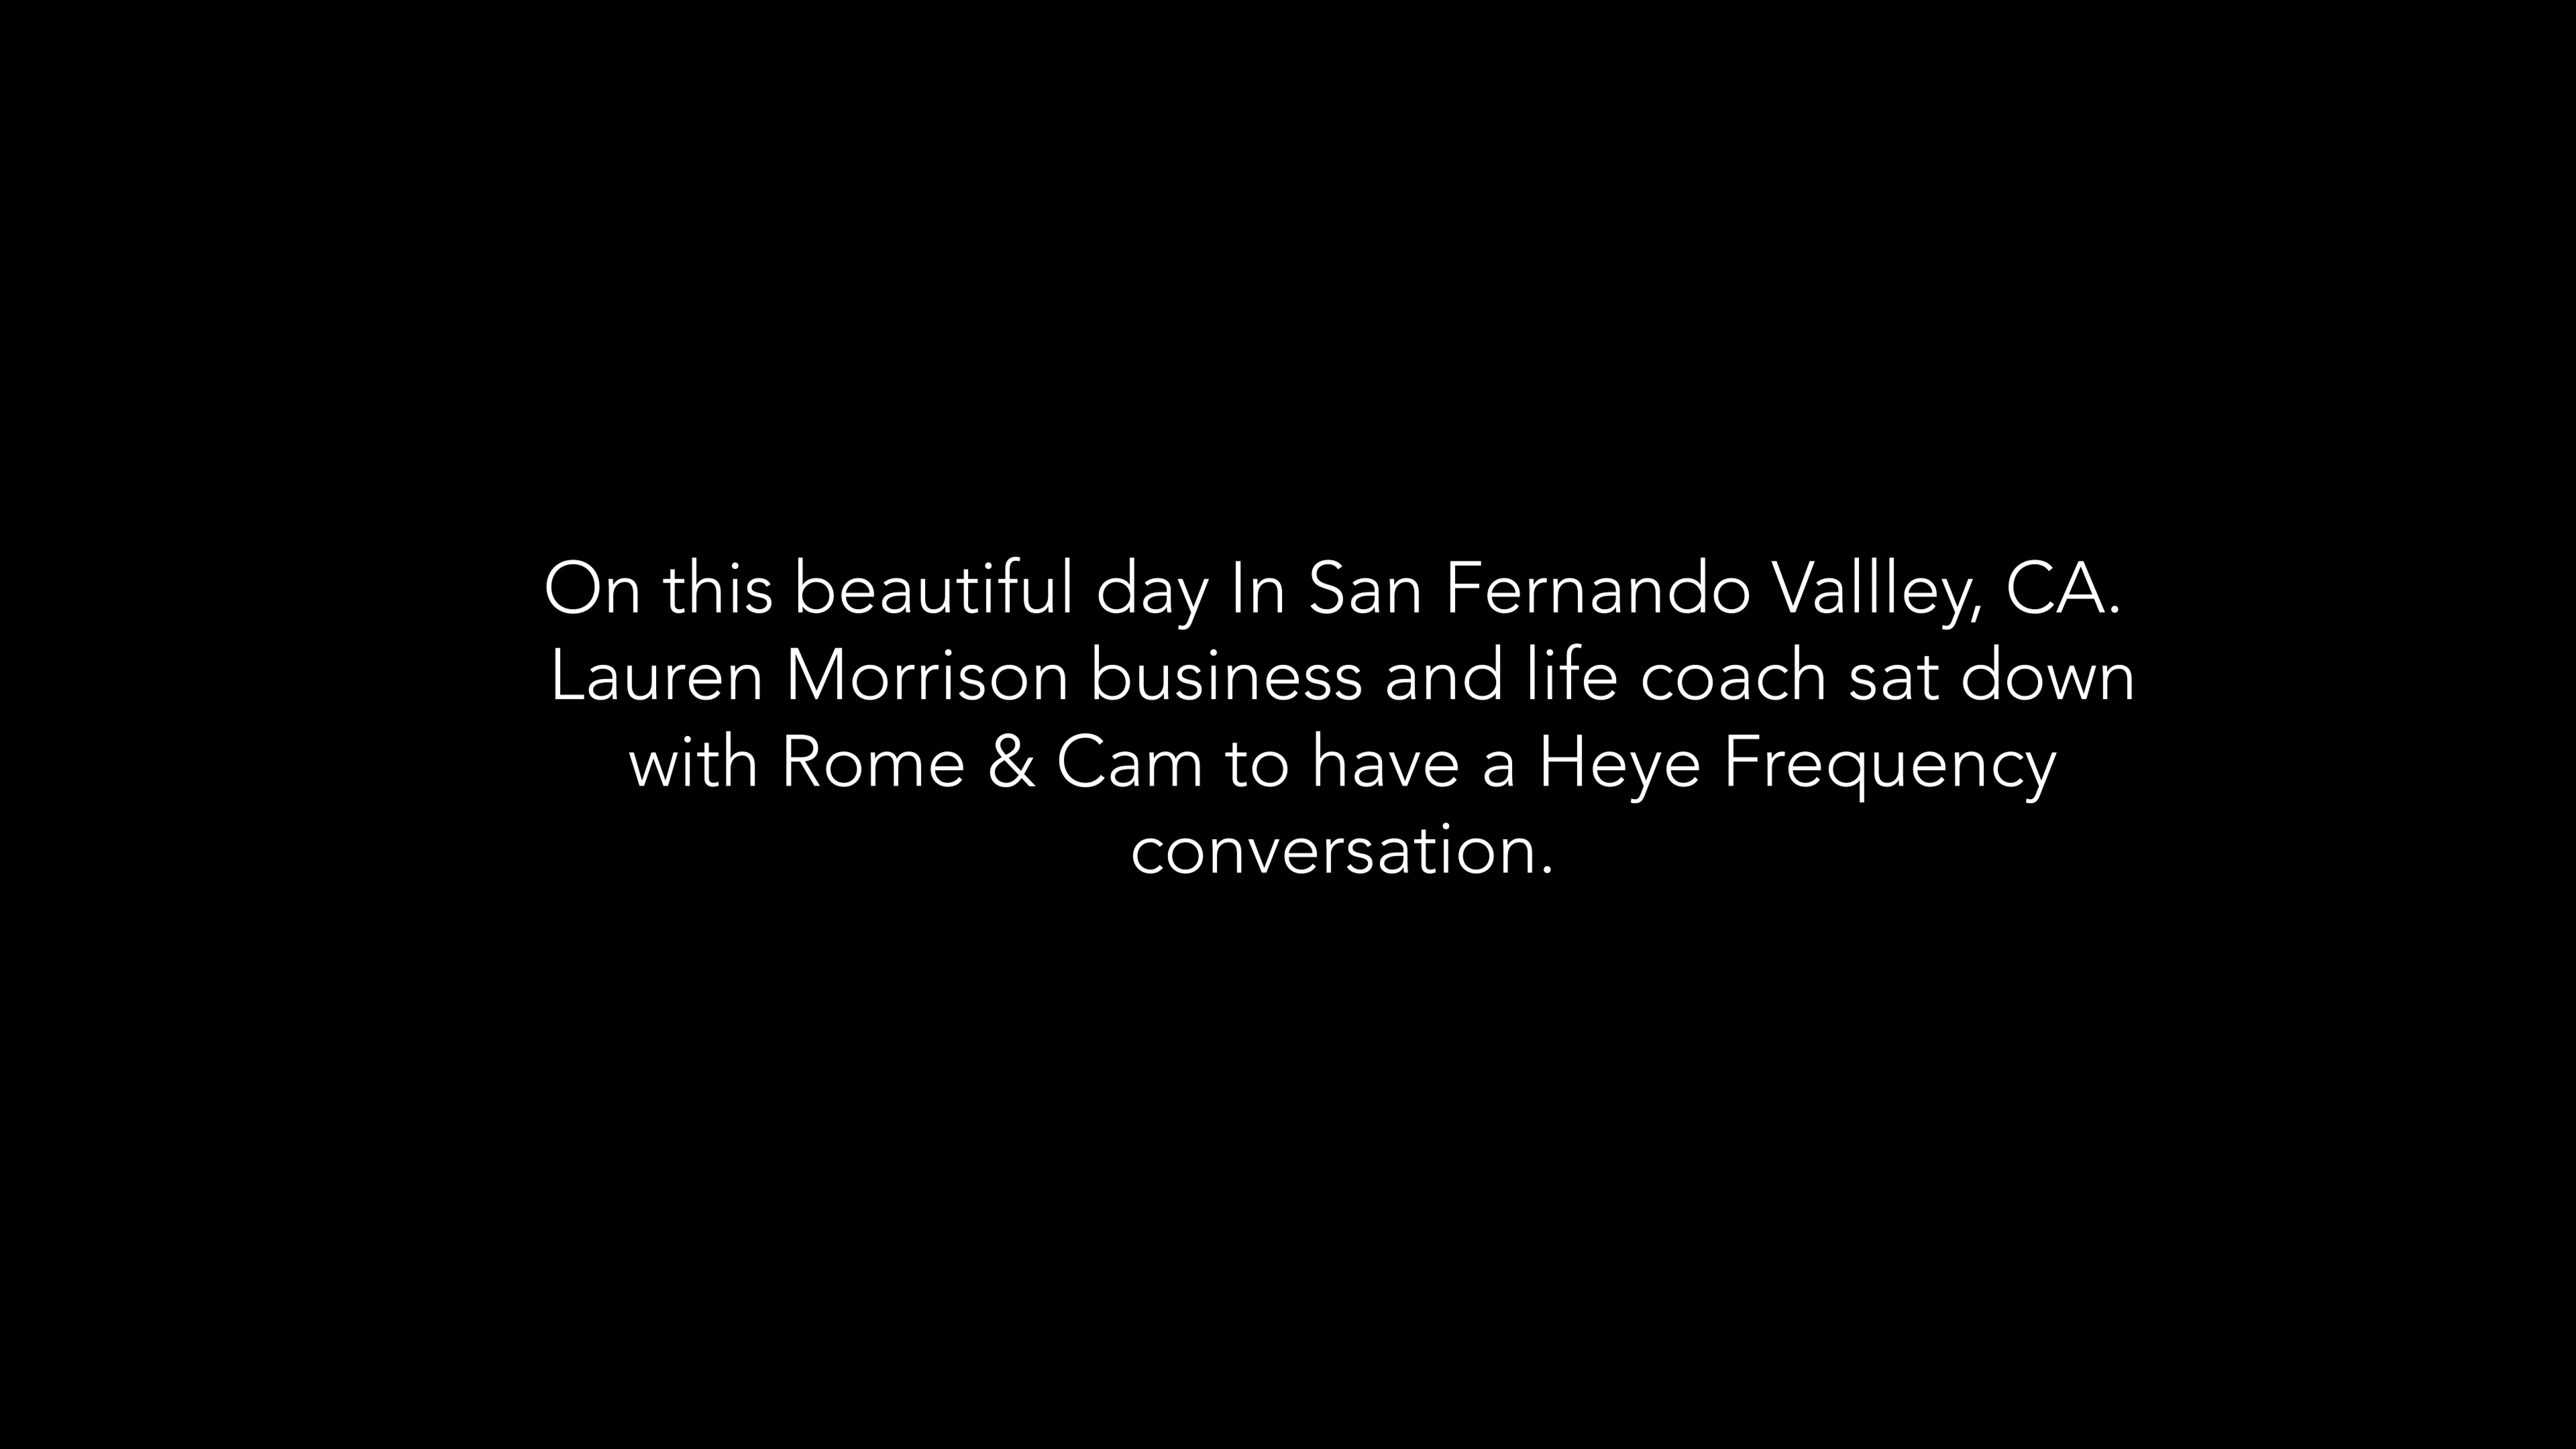 On this beautiful day In San Fernando Vallley, CA.
Lauren Morrison business and life coach sat down
with Rome & Cam to have a Heye Frequency
conversation.